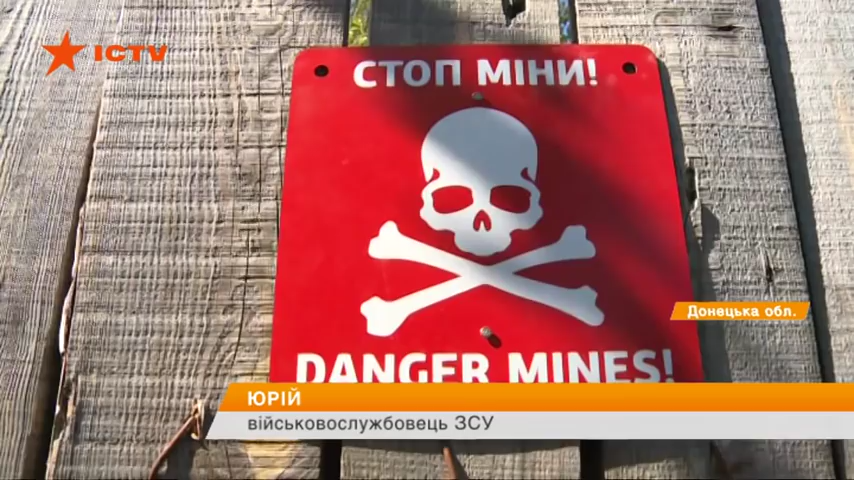 ICTV
СТОП МІНИ!
Донецька обл.
DANGER MINES!
ЮРІЙ
військовослужбовець ЗСУ